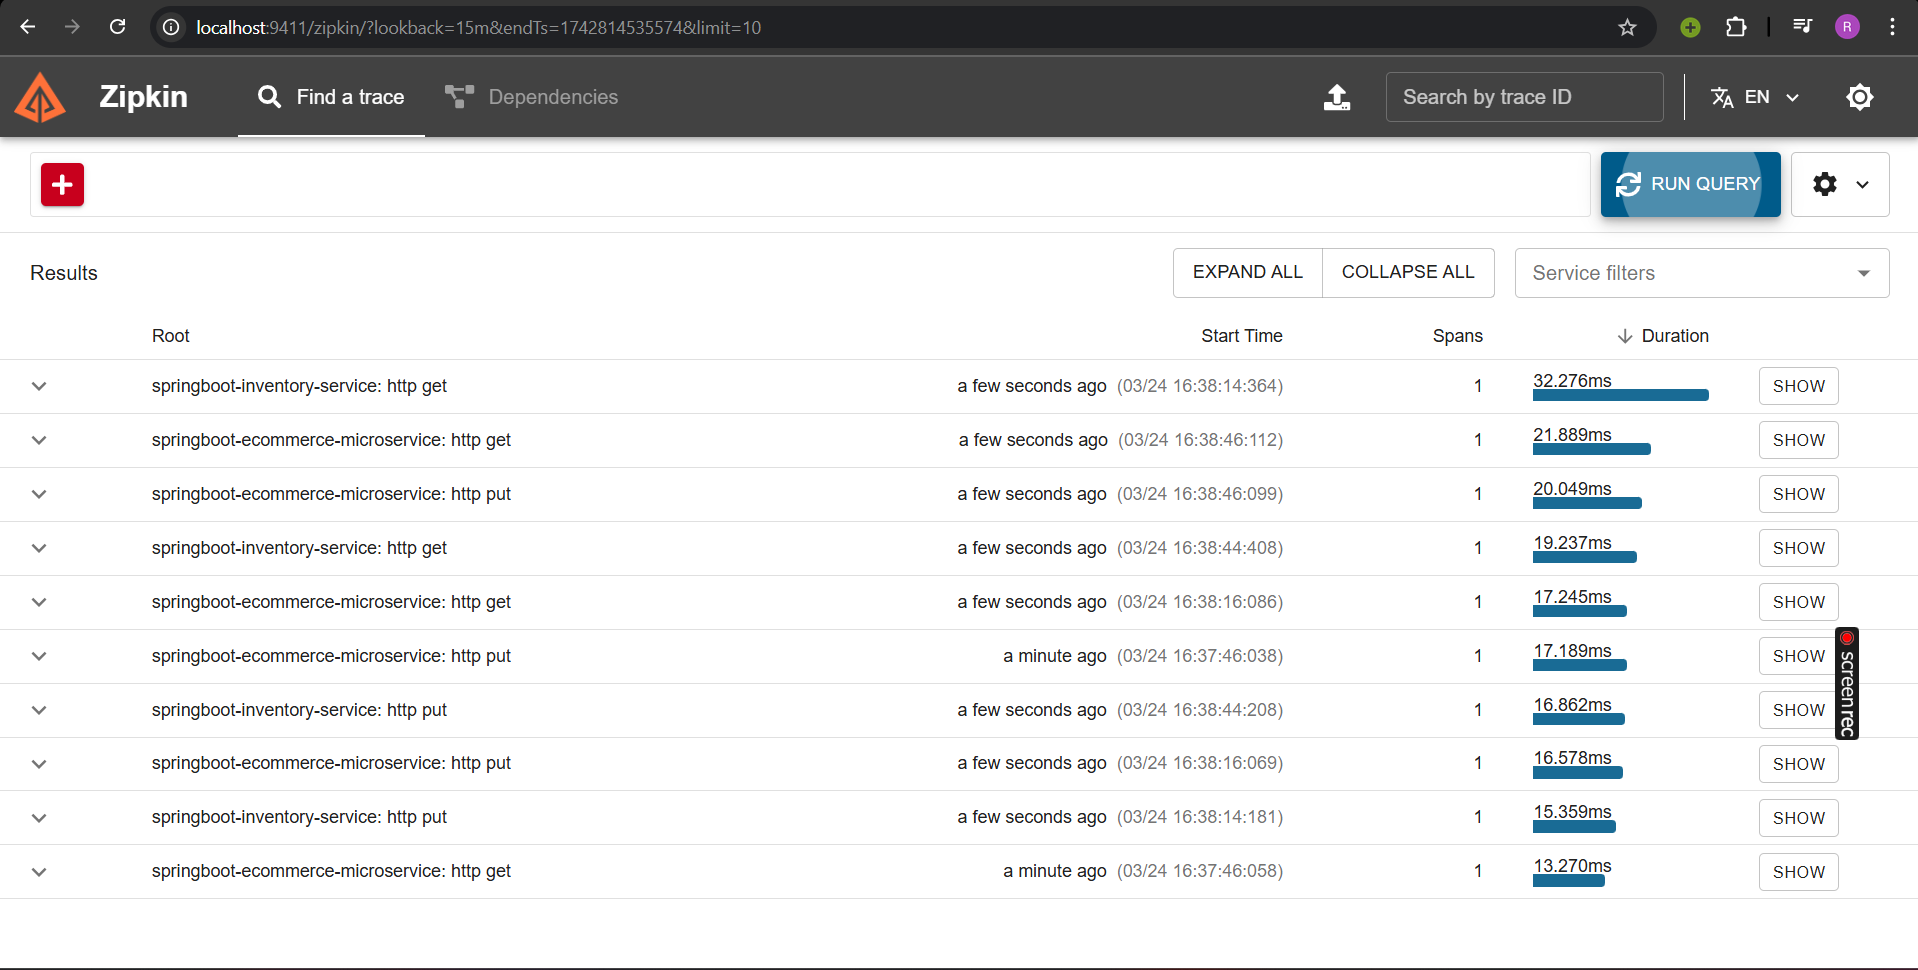 localhost:9411/zipkin/?lookback=15m&endTs=1742814535574&limit=10
R
Zipkin
Find a trace
Dependencies
Search by trace ID
EN
RUN QUERY
Results
EXPAND ALL
COLLAPSE ALL
Service filters
Root Start Time Spans Duration
springboot-inventory-service: http get a few seconds ago (03/24 16:38:14:364) 1 32.276ms SHOW
springboot-ecommerce-microservice: http get a few seconds ago (03/24 16:38:46:112) 1 21.889ms SHOW
springboot-ecommerce-microservice: http put a few seconds ago (03/24 16:38:46:099) 1 20.049ms SHOW
springboot-inventory-service: http get a few seconds ago (03/24 16:38:44:408) 1 19.237ms SHOW
springboot-ecommerce-microservice: http get a few seconds ago (03/24 16:38:16:086) 1 17.245ms SHOW
springboot-ecommerce-microservice: http put a minute ago (03/24 16:37:46:038) 1 17.189ms SHOW
springboot-inventory-service: http put a few seconds ago (03/24 16:38:44:208) 1 16.862ms SHOW
springboot-ecommerce-microservice: http put a few seconds ago (03/24 16:38:16:069) 1 16.578ms SHOW
springboot-inventory-service: http put a few seconds ago (03/24 16:38:14:181) 1 15.359ms SHOW
springboot-ecommerce-microservice: http get a minute ago (03/24 16:37:46:058) 1 13.270ms SHOW
screenrec